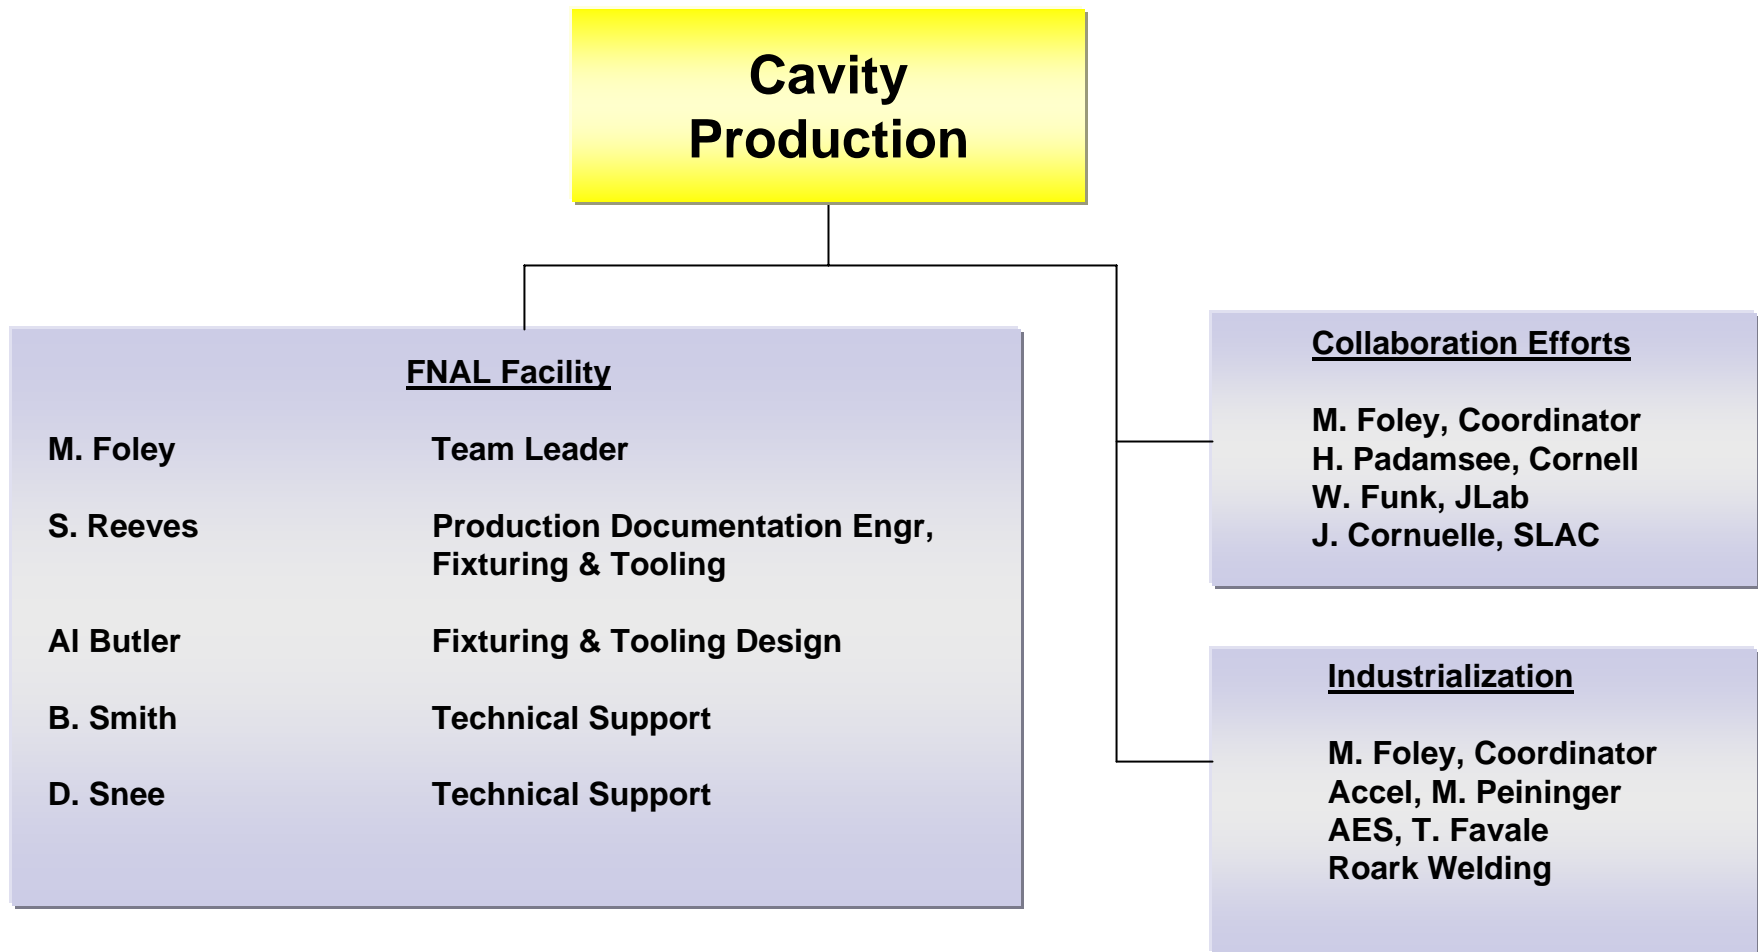 Cavity
Production
FNAL Facility
M. Foley Team Leader
S. Reeves Production Documentation Engr,
Fixturing & Tooling
Al Butler Fixturing & Tooling Design
B. Smith Technical Support
D. Snee Technical Support
Collaboration Efforts
M. Foley, Coordinator
H. Padamsee, Cornell
W. Funk, JLab
J. Cornuelle, SLAC
Industrialization
M. Foley, Coordinator
Accel, M. Peininger
AES, T. Favale
Roark Welding